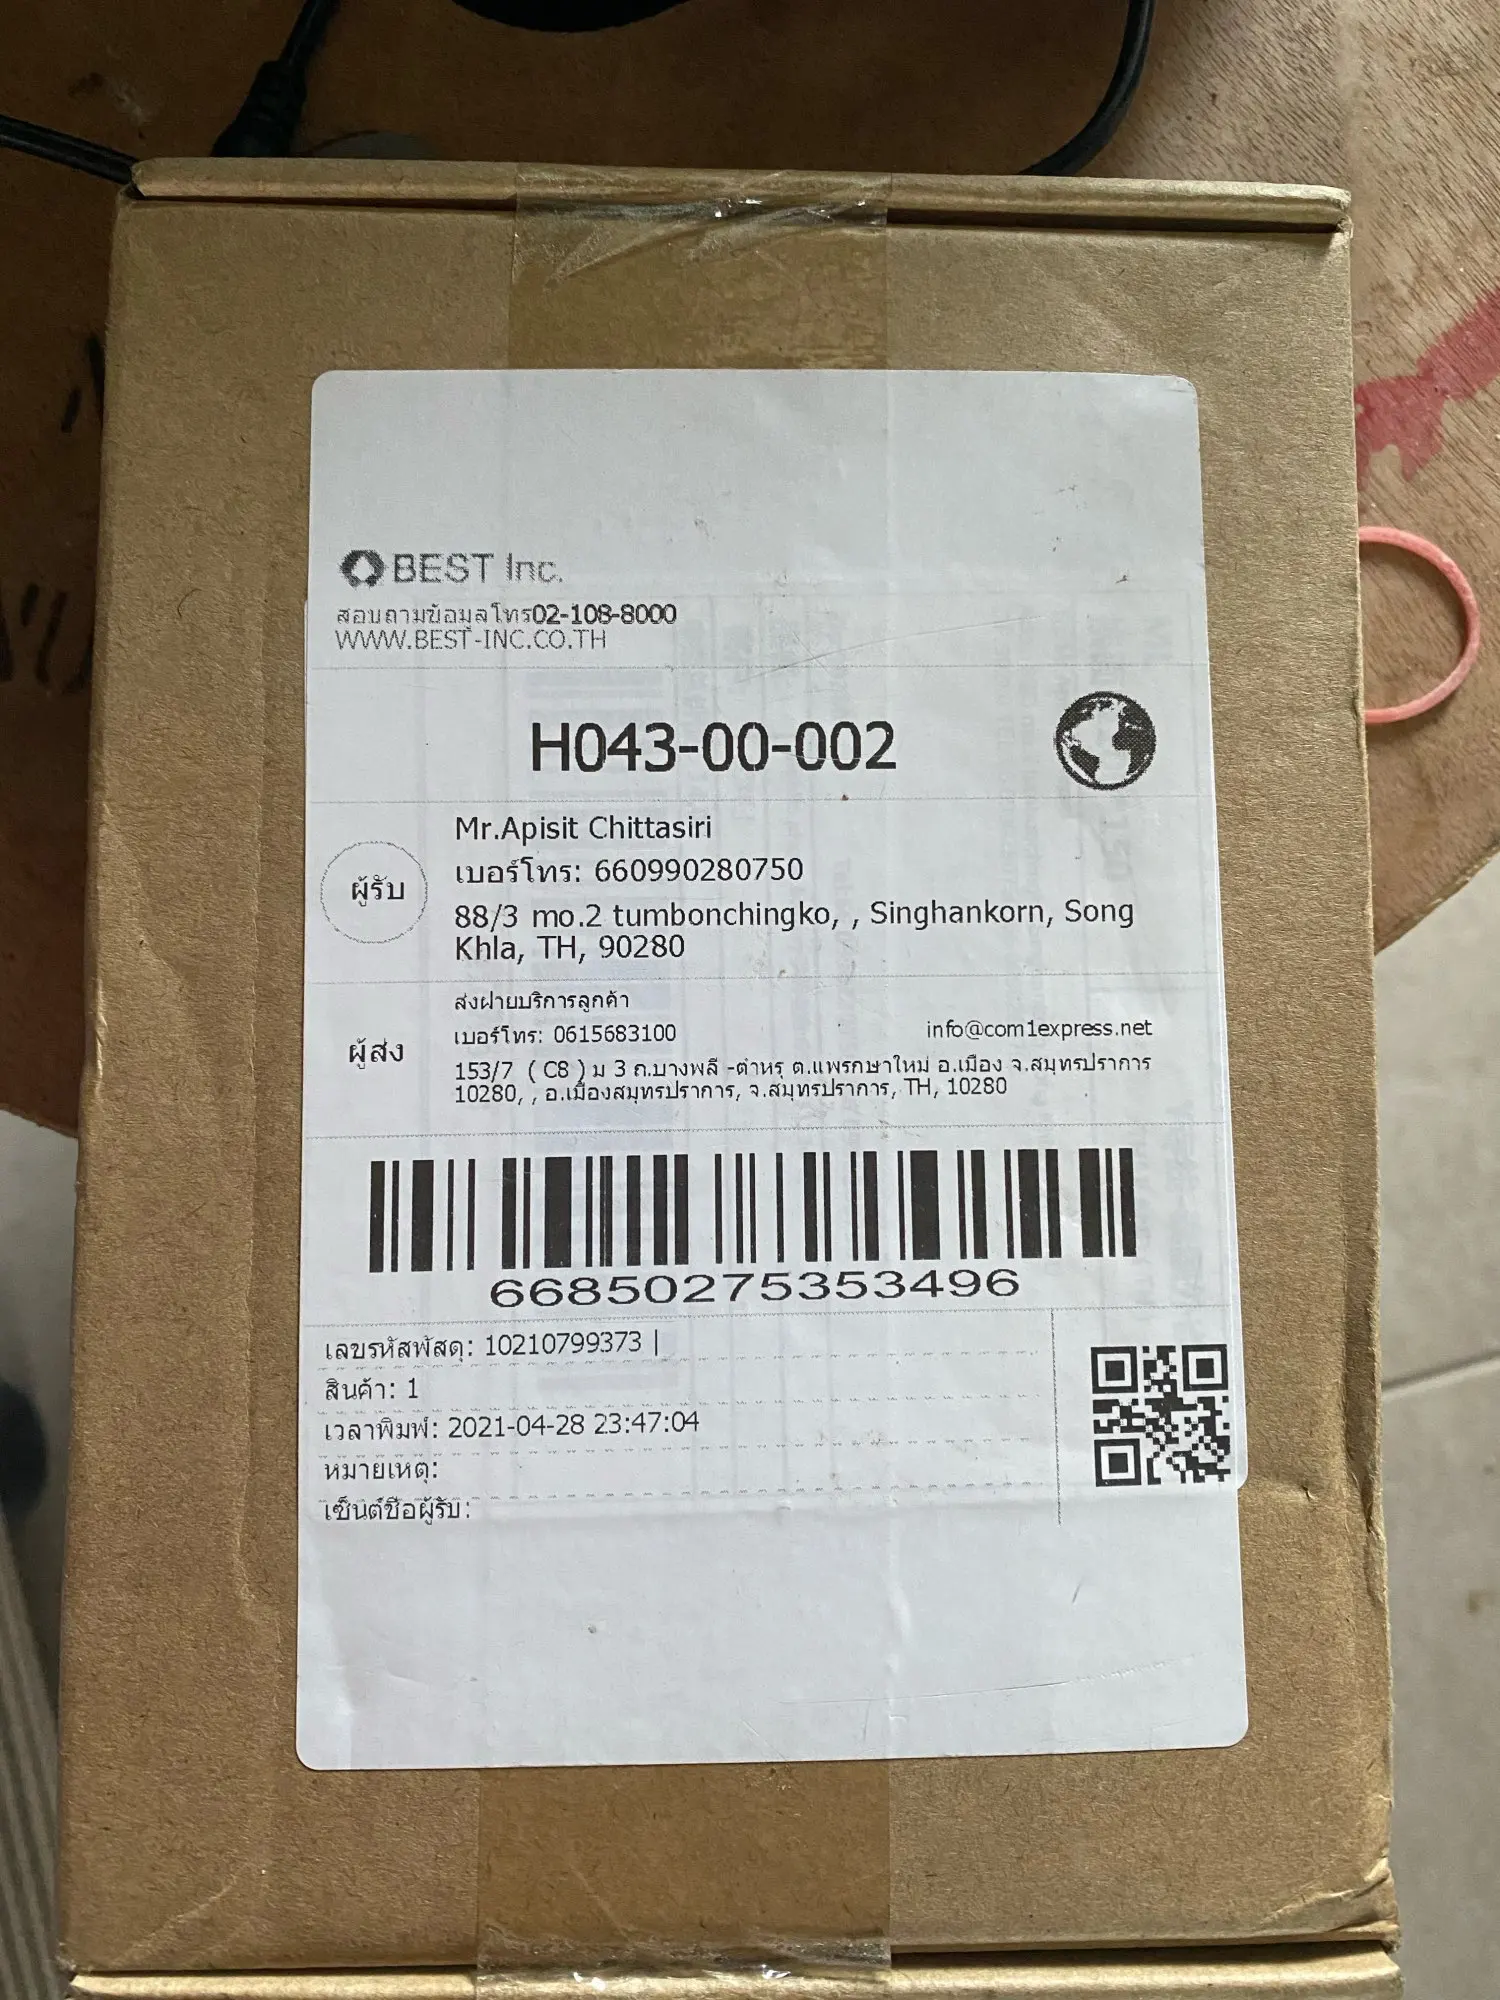 BEST Inc.
สอบถามข้อมูลโทร02-108-8000
WWW.BEST-INC.CO.TH
H043-00-002
ผู้รับ
Mr.Apisit Chittasiri
เบอร์โทร: 660990280750
88/3 mo.2 tumbonchingko, , Singhankorn, Song
Khla, TH, 90280
ผู้ส่ง
ส่งฝ่ายบริการลูกค้า
เบอร์โทร: 0615683100 info@com1express.net
153/7 ( C8 ) ม 3 ถ.บางพลี -ตำหรุ ต.แพรกษาใหม่ อ.เมือง จ.สมุทรปราการ
10280, , อ.เมืองสมุทรปราการ, จ.สมุทรปราการ, TH, 10280
66850275353496
เลขรหัสพัสดุ: 10210799373 |
สินค้า: 1
เวลาพิมพ์: 2021-04-28 23:47:04
หมายเหตุ:
เซ็นต์ชื่อผู้รับ: